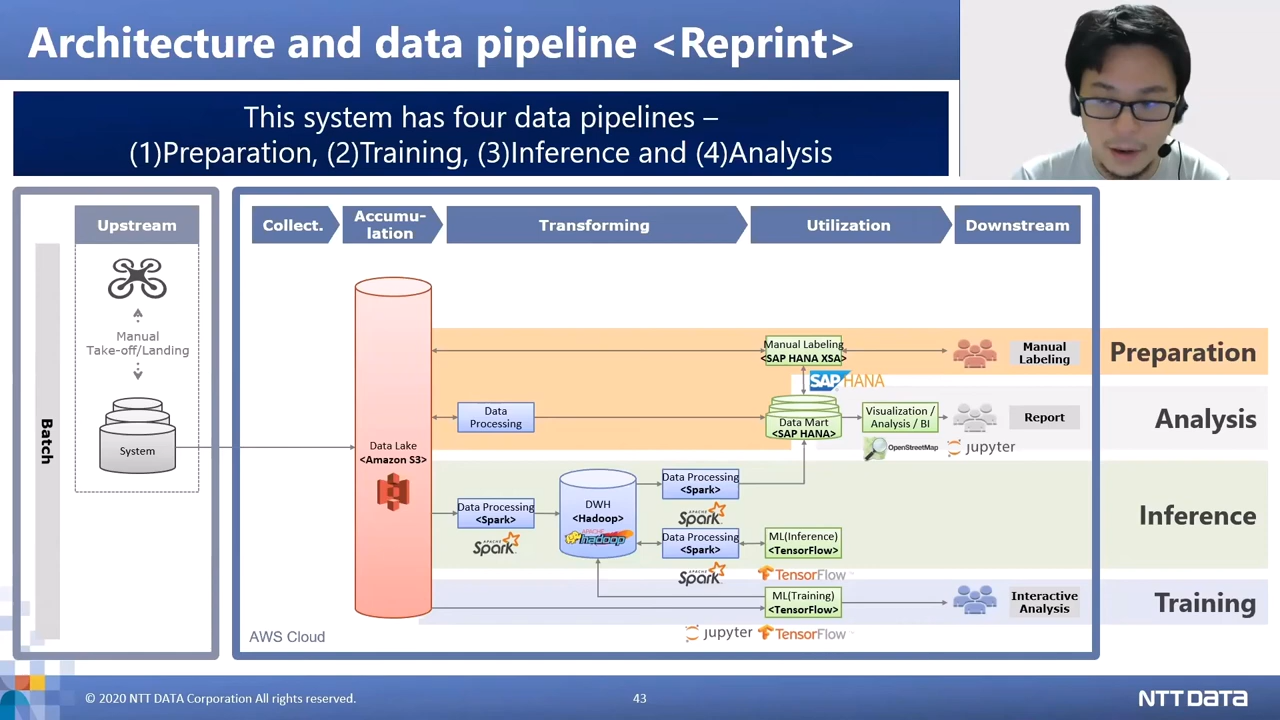 Architecture and data pipeline <Reprint>
This system has four data pipelines –
(1)Preparation, (2)Training, (3)Inference and (4)Analysis
Upstream
Batch
Manual
Take-off/Landing
System
Collect.
Accumu-
lation
Transforming
Utilization
Downstream
Data Lake
<Amazon S3>
Manual Labeling
<SAP HANA XSA>
Manual
Labeling
Preparation
SAP HANA
Data
Processing
Data Mart
<SAP HANA>
Visualization /
Analysis / BI
Report
Analysis
OpenStreetMap
jupyter
Data Processing
<Spark>
APACHE
Spark
DWH
<Hadoop>
APACHE
hadoop
Data Processing
<Spark>
APACHE
Spark
Data Processing
<Spark>
APACHE
Spark
ML(Inference)
<TensorFlow>
TensorFlow
Inference
ML(Training)
<TensorFlow>
jupyter
TensorFlow
Interactive
Analysis
Training
AWS Cloud
© 2020 NTT DATA Corporation All rights reserved.
43
NTT DATA